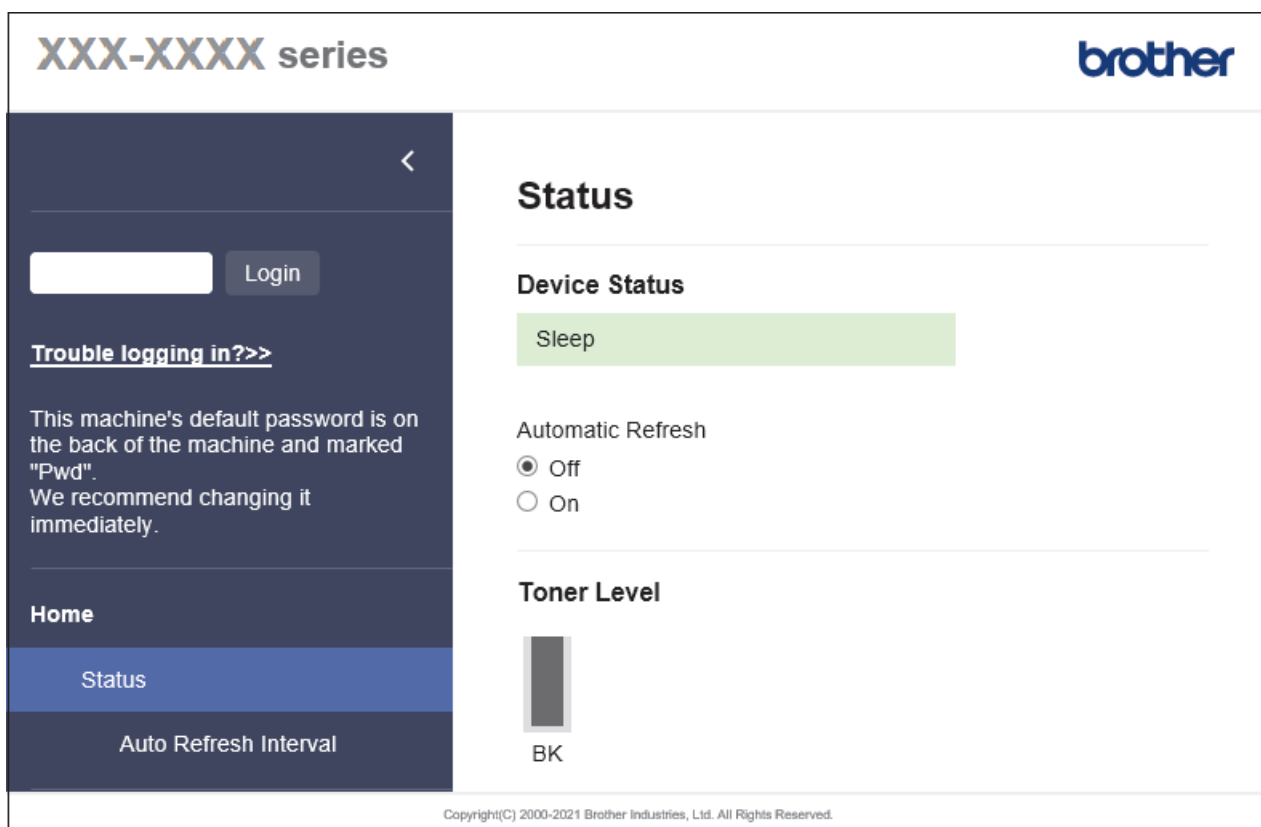 XXX-XXXX series
brother
Login
Trouble logging in?>>
This machine's default password is on
the back of the machine and marked
"Pwd".
We recommend changing it
immediately.
Home
Status
Auto Refresh Interval
Status
Device Status
Sleep
Automatic Refresh
Off
On
Toner Level
BK
Copyright(C) 2000-2021 Brother Industries, Ltd. All Rights Reserved.